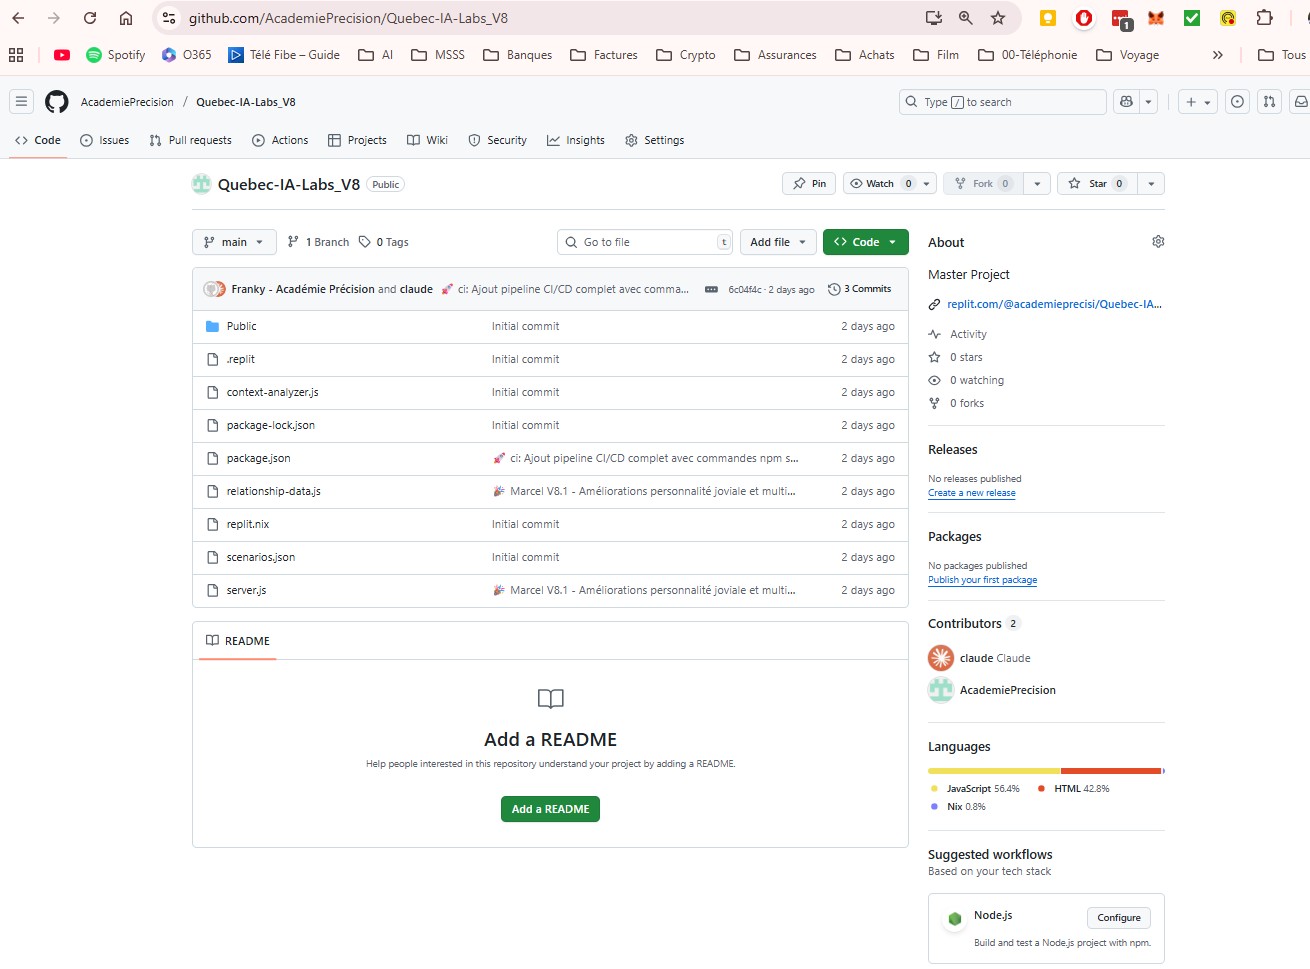 github.com/AcademiePrecision/Quebec-IA-Labs_V8
1
Spotify O365 Télé Fibe – Guide AI MSSS Banques Factures Crypto Assurances Achats Film 00-Téléphonie Voyage » Tous
AcademiePrecision / Quebec-IA-Labs_V8
Type / to search
Code Issues Pull requests Actions Projects Wiki Security Insights Settings
Quebec-IA-Labs_V8 Public
Pin Watch 0 Fork 0 Star 0
main 1 Branch 0 Tags
Go to file t Add file Code
Franky - Académie Précision and claude 🚀 ci: Ajout pipeline CI/CD complet avec comma... 6c04f4c · 2 days ago 3 Commits
Public Initial commit 2 days ago
.replit Initial commit 2 days ago
context-analyzer.js Initial commit 2 days ago
package-lock.json Initial commit 2 days ago
package.json 🚀 ci: Ajout pipeline CI/CD complet avec commandes npm s... 2 days ago
relationship-data.js 🎉 Marcel V8.1 - Améliorations personnalité joviale et multi... 2 days ago
replit.nix Initial commit 2 days ago
scenarios.json Initial commit 2 days ago
server.js 🎉 Marcel V8.1 - Améliorations personnalité joviale et multi... 2 days ago
README
Add a README
Help people interested in this repository understand your project by adding a README.
Add a README
About
Master Project
replit.com/@academieprecisi/Quebec-IA...
Activity
0 stars
0 watching
0 forks
Releases
No releases published
Create a new release
Packages
No packages published
Publish your first package
Contributors 2
claude Claude
AcademiePrecision
Languages
JavaScript 56.4% HTML 42.8%
Nix 0.8%
Suggested workflows
Based on your tech stack
Node.js Configure
Build and test a Node.js project with npm.